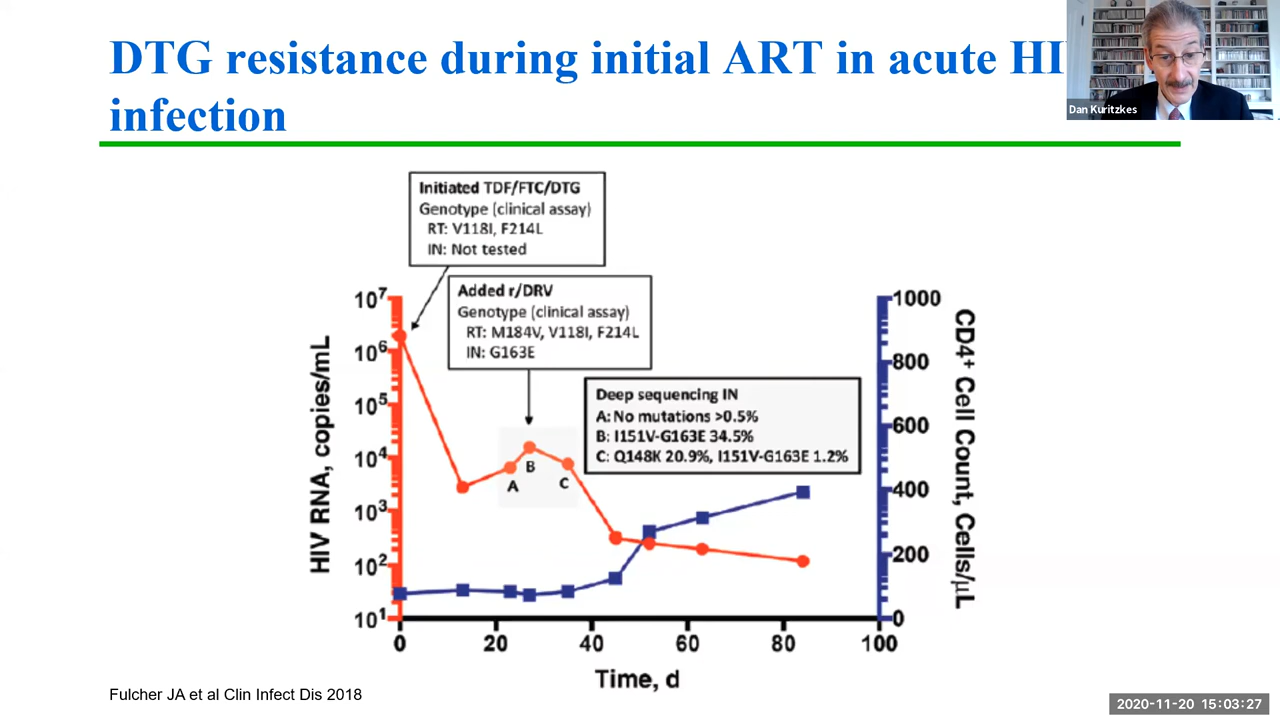 DTG resistance during initial ART in acute HI
infection
Dan Kuritzkes
Initiated TDF/FTC/DTG
Genotype (clinical assay)
RT: V118I, F214L
IN: Not tested
Added r/DRV
Genotype (clinical assay)
RT: M184V, V118I, F214L
IN: G163E
Deep sequencing IN
A: No mutations >0.5%
B: I151V-G163E 34.5%
C: Q148K 20.9%, I151V-G163E 1.2%
HIV RNA, copies/mL
10⁷
10⁶
10⁵
10⁴
10³
10²
10¹
A
B
C
1000
800
600
400
200
0
CD4⁺ Cell Count, Cells/μL
0
20
40
60
80
100
Time, d
Fulcher JA et al Clin Infect Dis 2018
2020-11-20 15:03:27